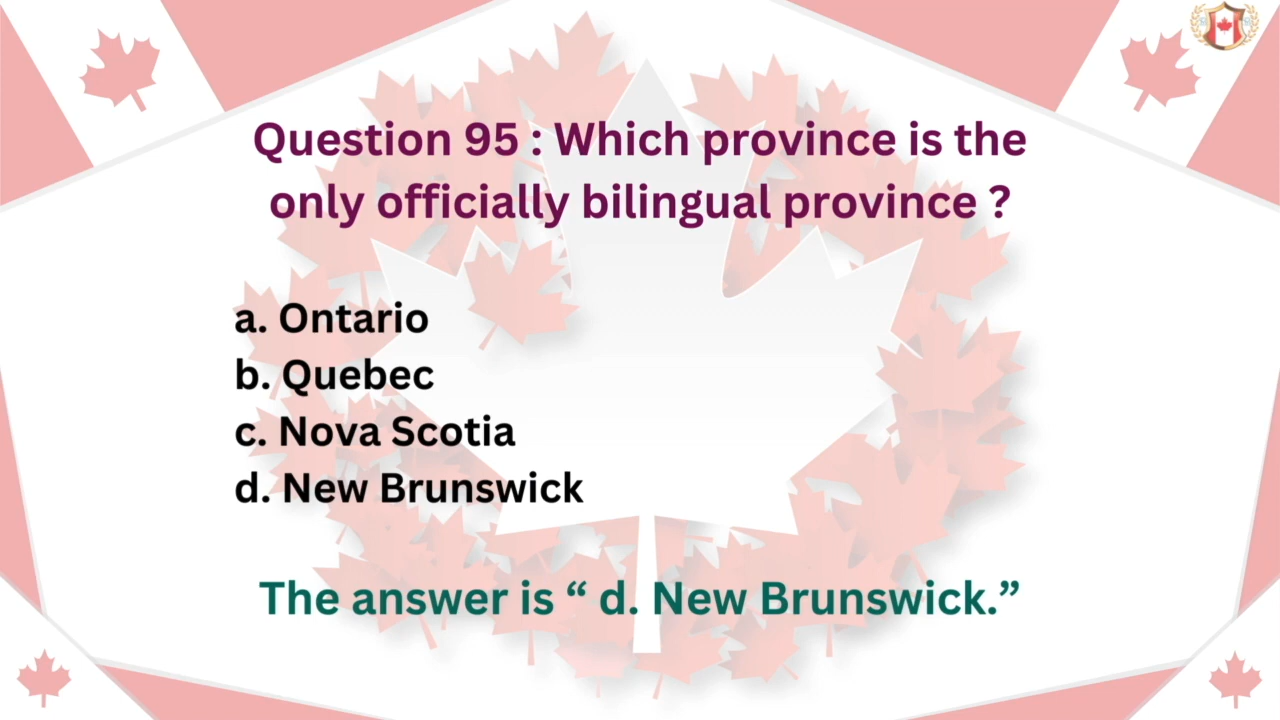 Question 95 : Which province is the
only officially bilingual province ?
a. Ontario
b. Quebec
c. Nova Scotia
d. New Brunswick
The answer is “ d. New Brunswick.”